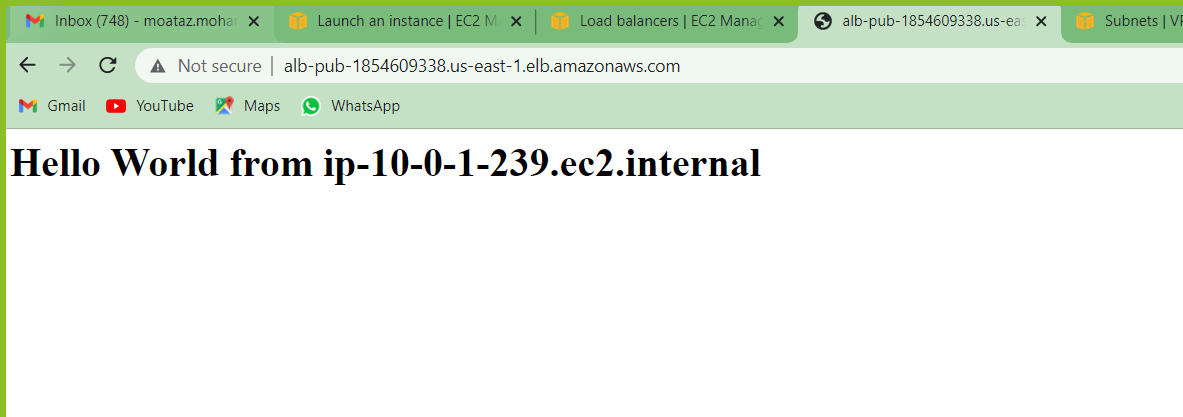 Inbox (748) - moataz.moha
Launch an instance | EC2 M
Load balancers | EC2 Manag
alb-pub-1854609338.us-eas
Subnets | VP
Not secure | alb-pub-1854609338.us-east-1.elb.amazonaws.com
Gmail YouTube Maps WhatsApp
Hello World from ip-10-0-1-239.ec2.internal